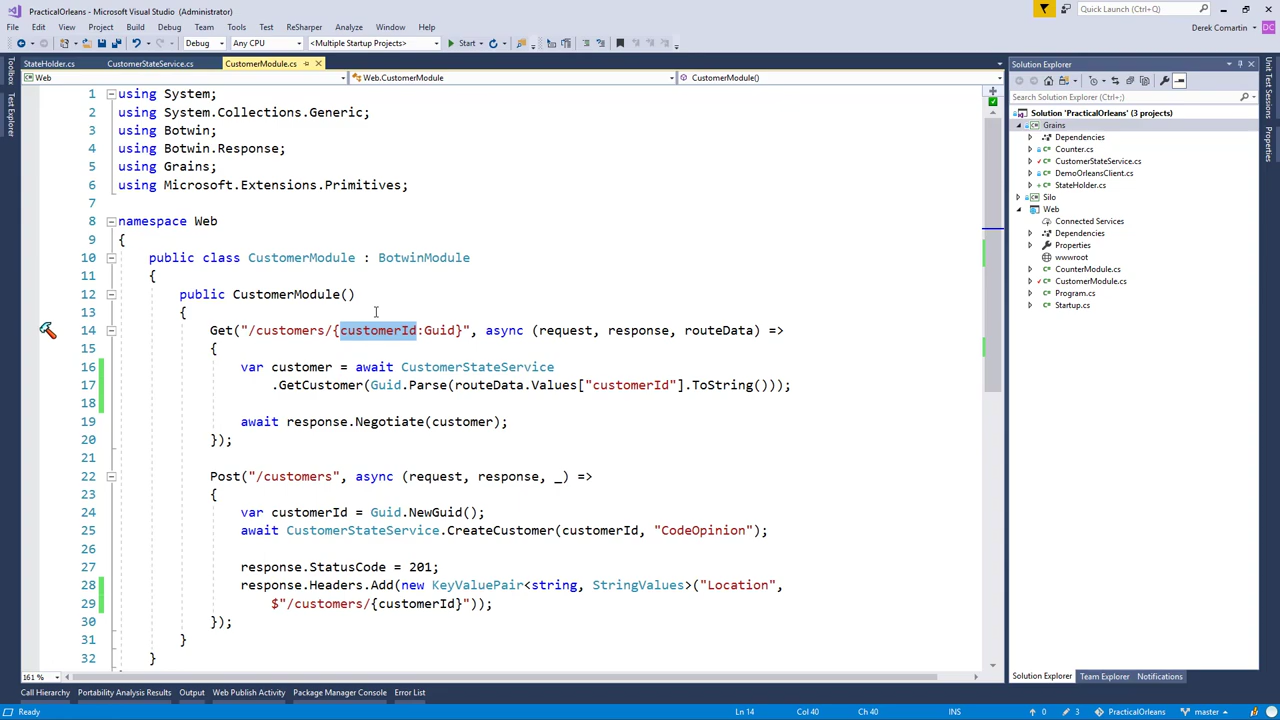 PracticalOrleans - Microsoft Visual Studio (Administrator)
Quick Launch (Ctrl+Q)
File Edit View Project Build Debug Team Tools Test ReSharper Analyze Window Help
Derek Comartin
DC
Debug Any CPU <Multiple Startup Projects> Start
StateHolder.cs CustomerStateService.cs CustomerModule.cs
Web Web.CustomerModule CustomerModule()
Toolbox
Test Explorer
1 using System;
2 using System.Collections.Generic;
3 using Botwin;
4 using Botwin.Response;
5 using Grains;
6 using Microsoft.Extensions.Primitives;
7
8 namespace Web
9 {
10 public class CustomerModule : BotwinModule
11 {
12 public CustomerModule()
13 {
14 Get("/customers/{customerId:Guid}", async (request, response, routeData) =>
15 {
16 var customer = await CustomerStateService
17 .GetCustomer(Guid.Parse(routeData.Values["customerId"].ToString()));
18
19 await response.Negotiate(customer);
20 });
21
22 Post("/customers", async (request, response, _) =>
23 {
24 var customerId = Guid.NewGuid();
25 await CustomerStateService.CreateCustomer(customerId, "CodeOpinion");
26
27 response.StatusCode = 201;
28 response.Headers.Add(new KeyValuePair<string, StringValues>("Location",
29 $"/customers/{customerId}"));
30 });
31 }
32 }
161 %
Solution Explorer
Search Solution Explorer (Ctrl+;)
Solution 'PracticalOrleans' (3 projects)
Grains
Dependencies
Counter.cs
CustomerStateService.cs
DemoOrleansClient.cs
StateHolder.cs
Silo
Web
Connected Services
Dependencies
Properties
wwwroot
CounterModule.cs
CustomerModule.cs
Program.cs
Startup.cs
Solution Explorer Team Explorer Notifications
Unit Test Sessions
Properties
Call Hierarchy Portability Analysis Results Output Web Publish Activity Package Manager Console Error List
Ready Ln 14 Col 40 Ch 40 INS 0 3 PracticalOrleans master